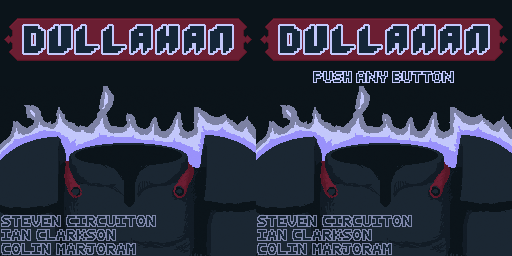 DULLAHAN
STEVEN CIRCUITON
IAN CLARKSON
COLIN MARJORAM
DULLAHAN
PUSH ANY BUTTON
STEVEN CIRCUITON
IAN CLARKSON
COLIN MARJORAM